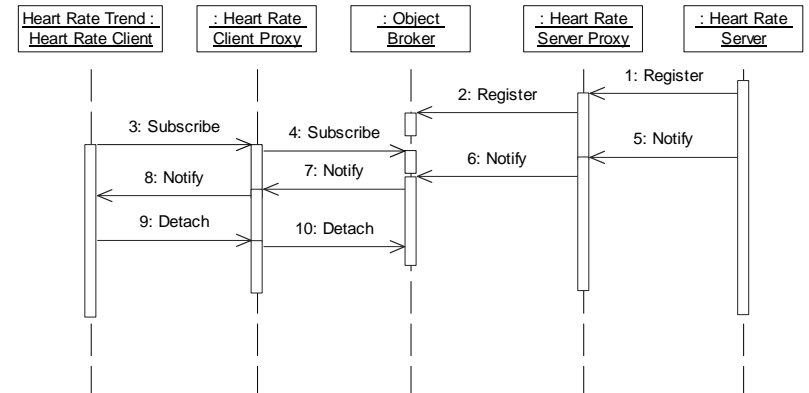 Heart Rate Trend :
Heart Rate Client
: Heart Rate
Client Proxy
: Object
Broker
: Heart Rate
Server Proxy
: Heart Rate
Server
1: Register
2: Register
3: Subscribe
4: Subscribe
5: Notify
6: Notify
7: Notify
8: Notify
9: Detach
10: Detach